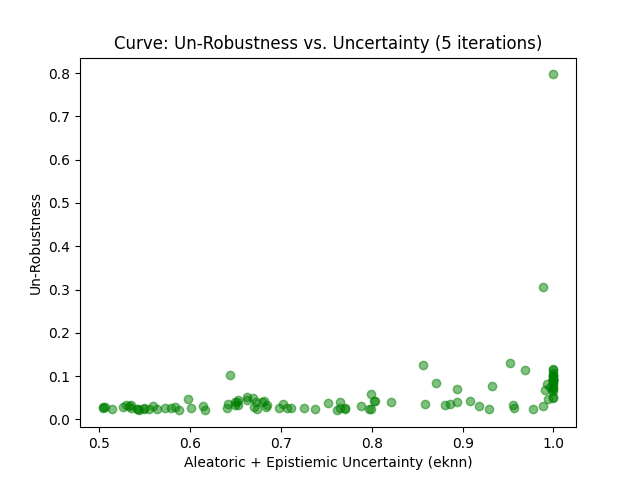 Curve: Un-Robustness vs. Uncertainty (5 iterations)
0.8
0.7
0.6
0.5
0.4
0.3
0.2
0.1
0.0
Un-Robustness
0.5 0.6 0.7 0.8 0.9 1.0
Aleatoric + Epistiemic Uncertainty (eknn)